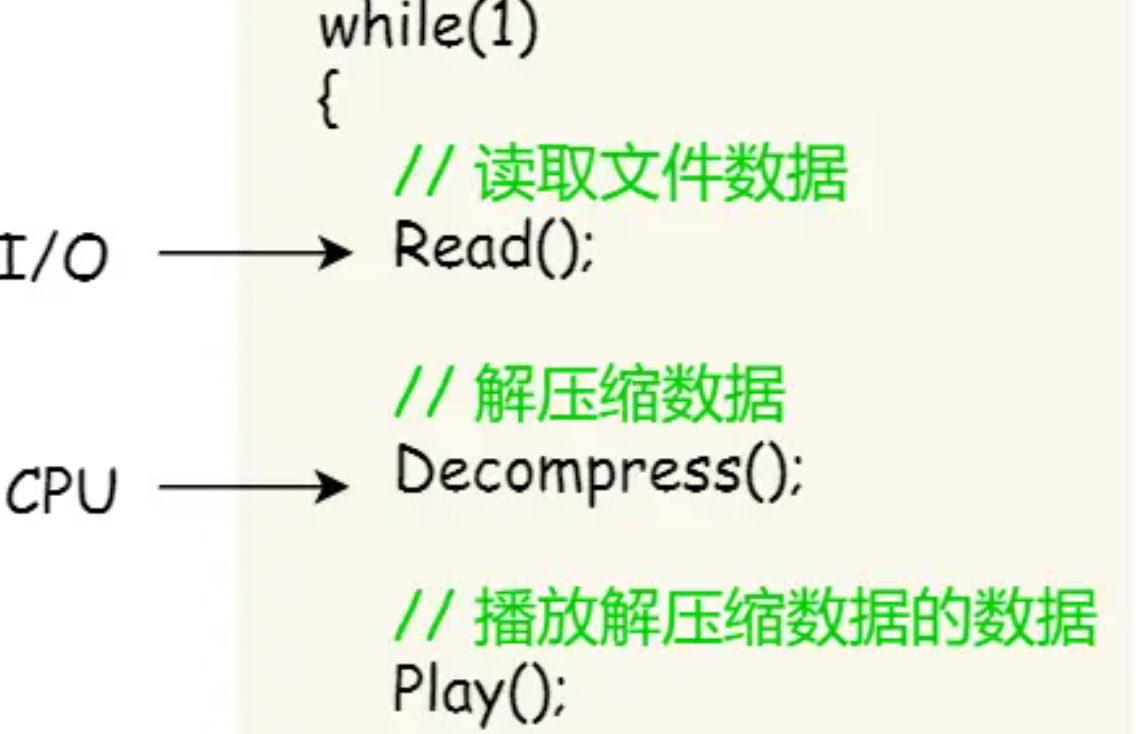 while(1)
{
// 读取文件数据
I/O
Read();
// 解压缩数据
CPU
Decompress();
// 播放解压缩数据的数据
Play();